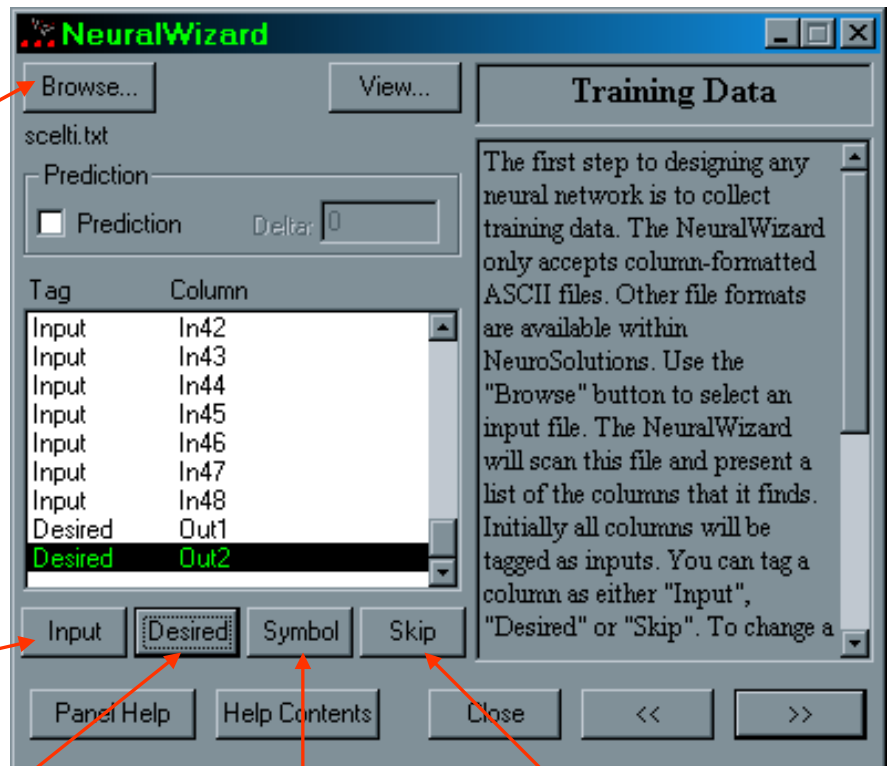 NeuralWizard
Browse...
View...
scelti.txt
Prediction
Prediction
Delta: 0
Tag Column
Input In42
Input In43
Input In44
Input In45
Input In46
Input In47
Input In48
Desired Out1
Desired Out2
Input Desired Symbol Skip
Training Data
The first step to designing any
neural network is to collect
training data. The NeuralWizard
only accepts column-formatted
ASCII files. Other file formats
are available within
NeuroSolutions. Use the
"Browse" button to select an
input file. The NeuralWizard
will scan this file and present a
list of the columns that it finds.
Initially all columns will be
tagged as inputs. You can tag a
column as either "Input",
"Desired" or "Skip". To change a
Panel Help Help Contents Close << >>